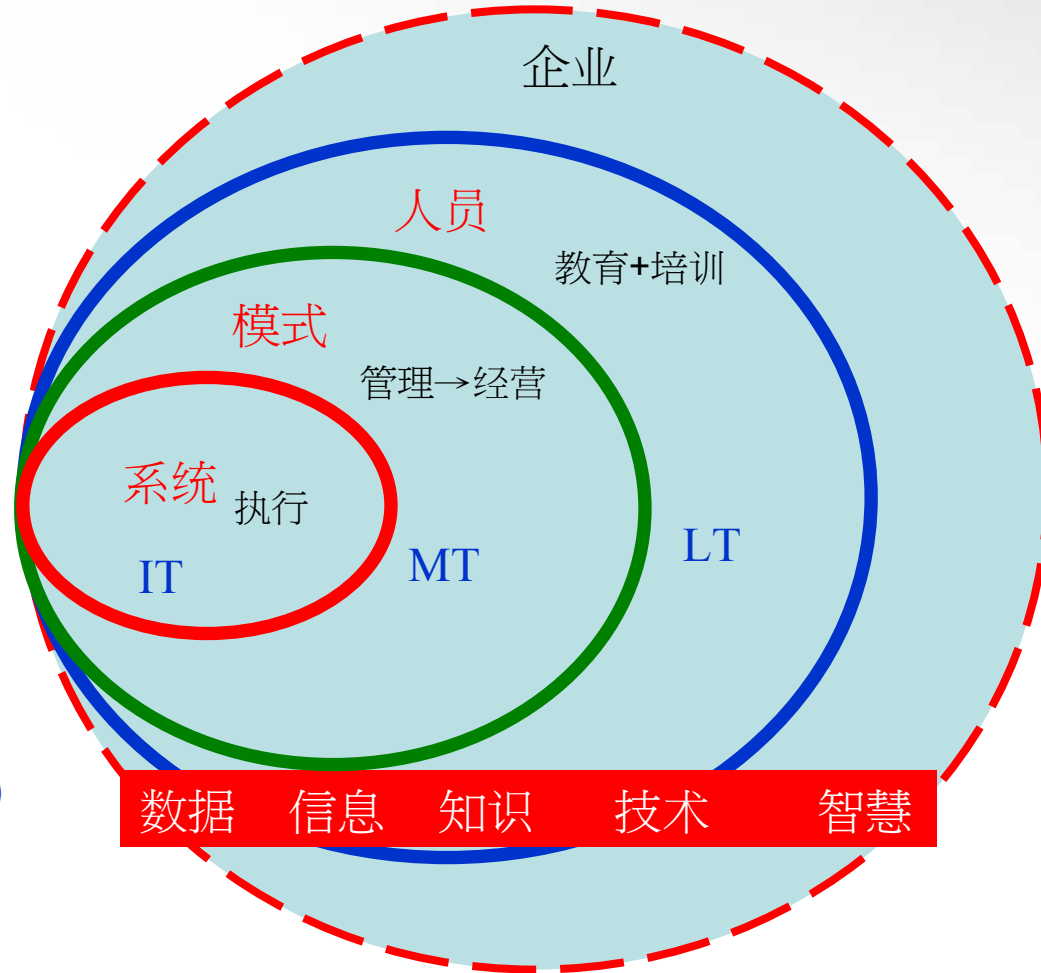 企业
人员
教育+培训
模式
管理→经营
系统 执行
IT MT LT
数据 信息 知识 技术 智慧